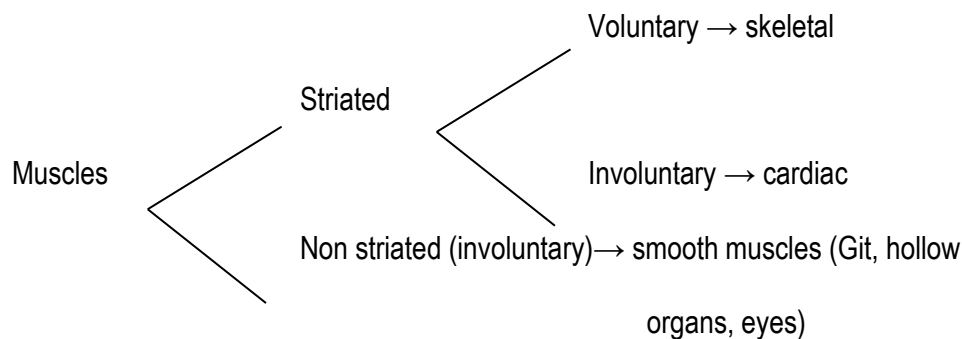 Voluntary → skeletal
Striated
Muscles
Involuntary → cardiac
Non striated (involuntary)→ smooth muscles (Git, hollow
organs, eyes)